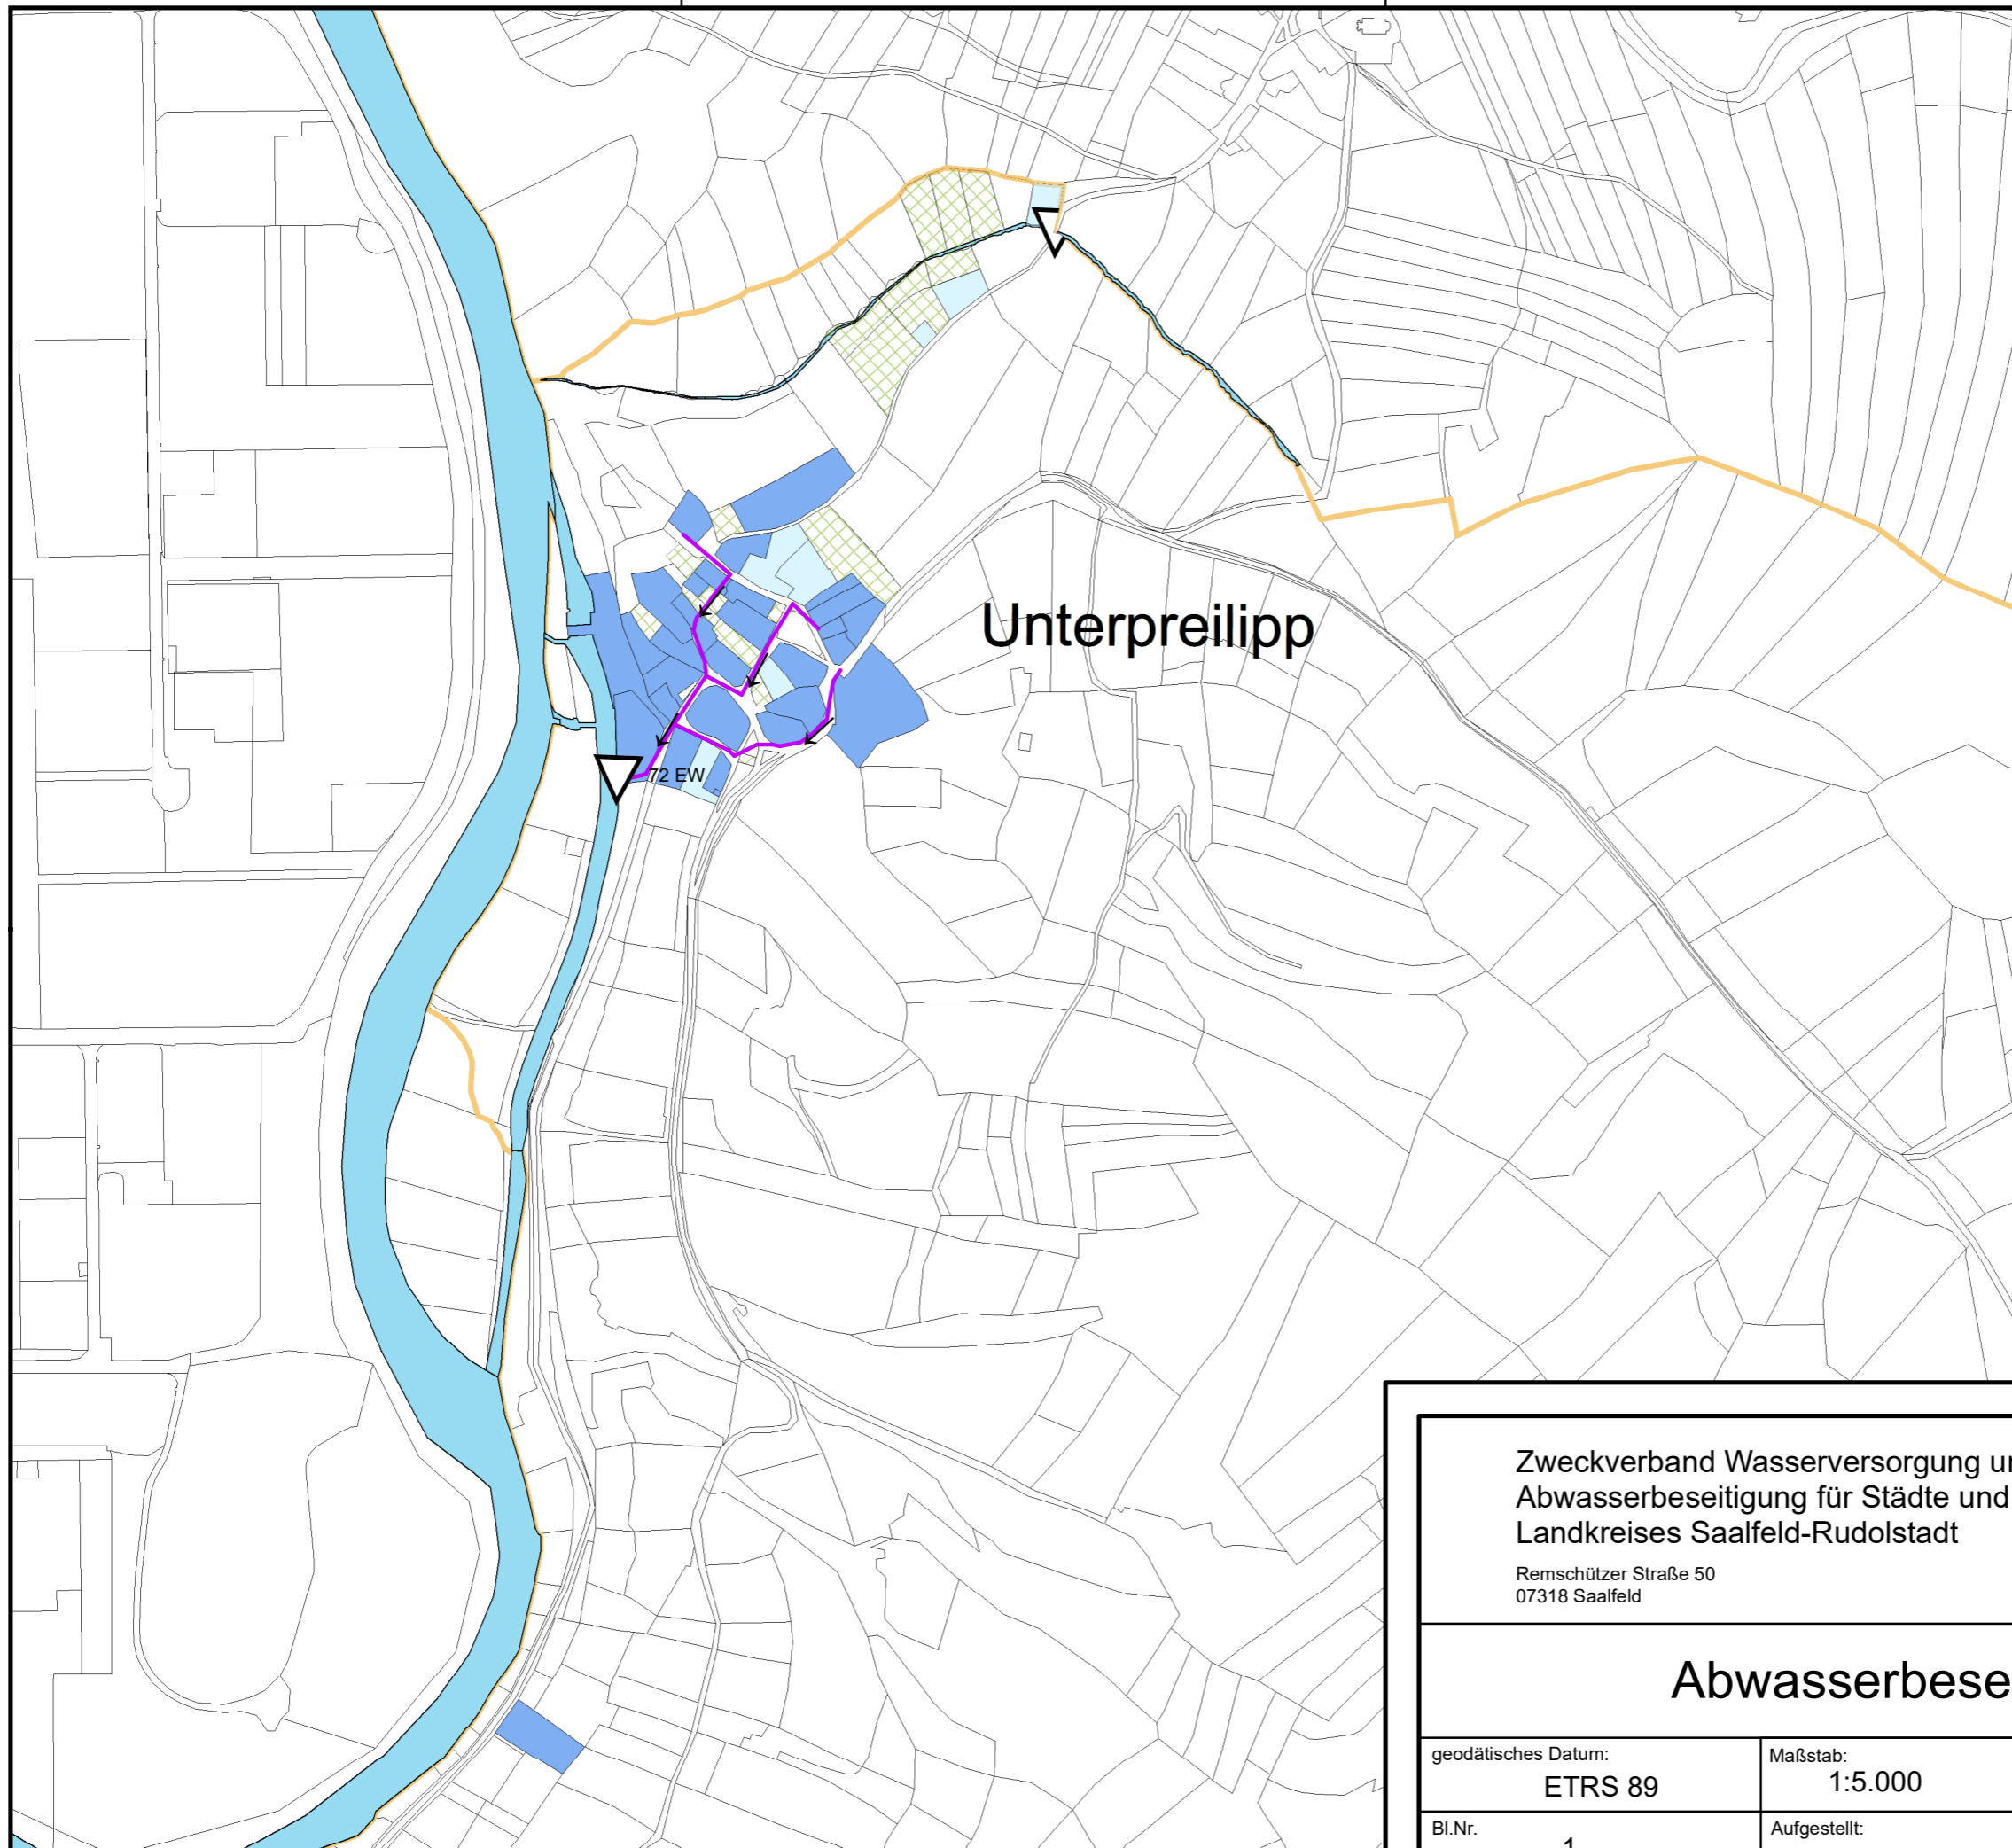 Unterpreilipp
72 EW
Zweckverband Wasserversorgung
Abwasserbeseitigung für Städte und
Landkreises Saalfeld-Rudolstadt
Remschützer Straße 50
07318 Saalfeld
Abwasserbese
geodätisches Datum:
ETRS 89
Maßstab:
1:5.000
Bl.Nr.
1
Aufgestellt: